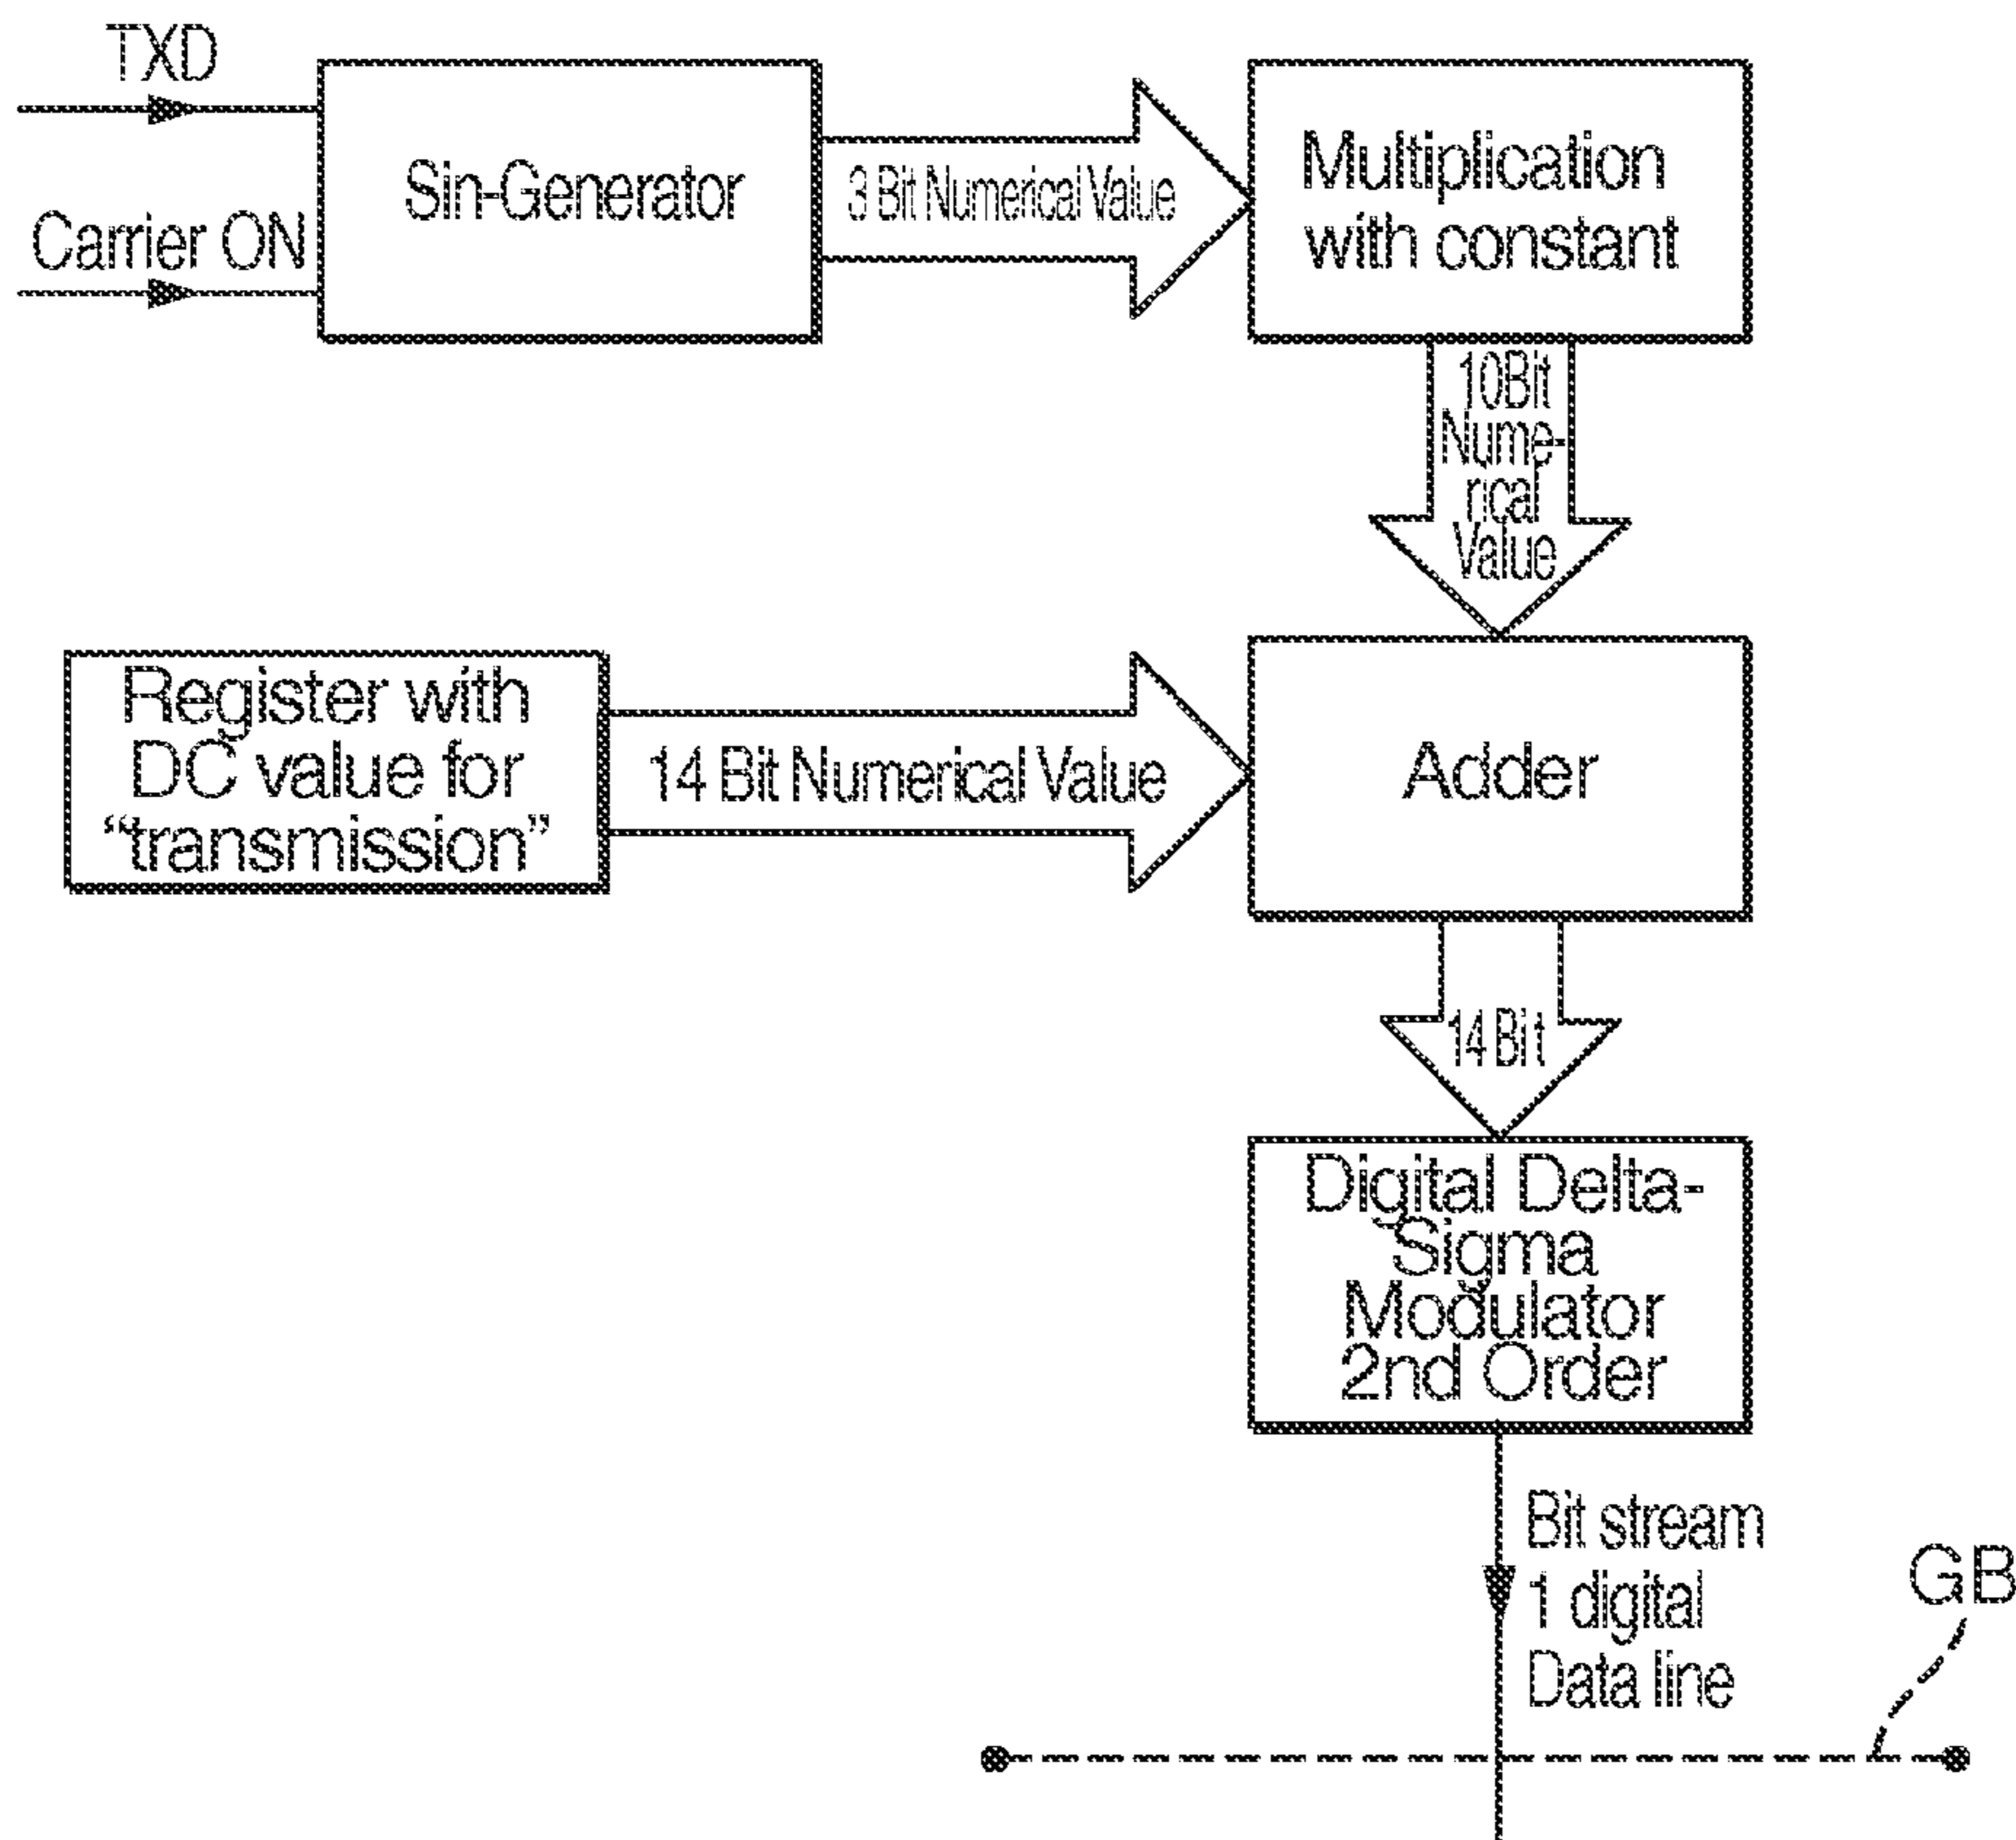 TXD
Carrier ON
Sin-Generator
3 Bit Numerical Value
Multiplication
with constant
10Bit
Nume-
rical
Value
Register with
DC value for
“transmission”
14 Bit Numerical Value
Adder
14 Bit
Digital Delta-
Sigma
Modulator
2nd Order
Bit stream
1 digital
Data line
GB